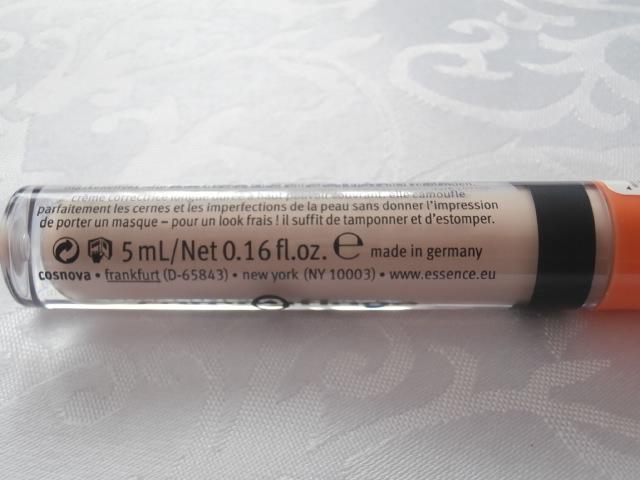 crème correctrice longue
parfaitement les cernes et les imperfections de la peau sans donner l'impression
de porter un masque – pour un look frais ! il suffit de tamponner et d'estomper.
5 mL/Net 0.16 fl.oz. ℮ made in germany
cosnova • frankfurt (D-65843) • new york (NY 10003) • www.essence.eu